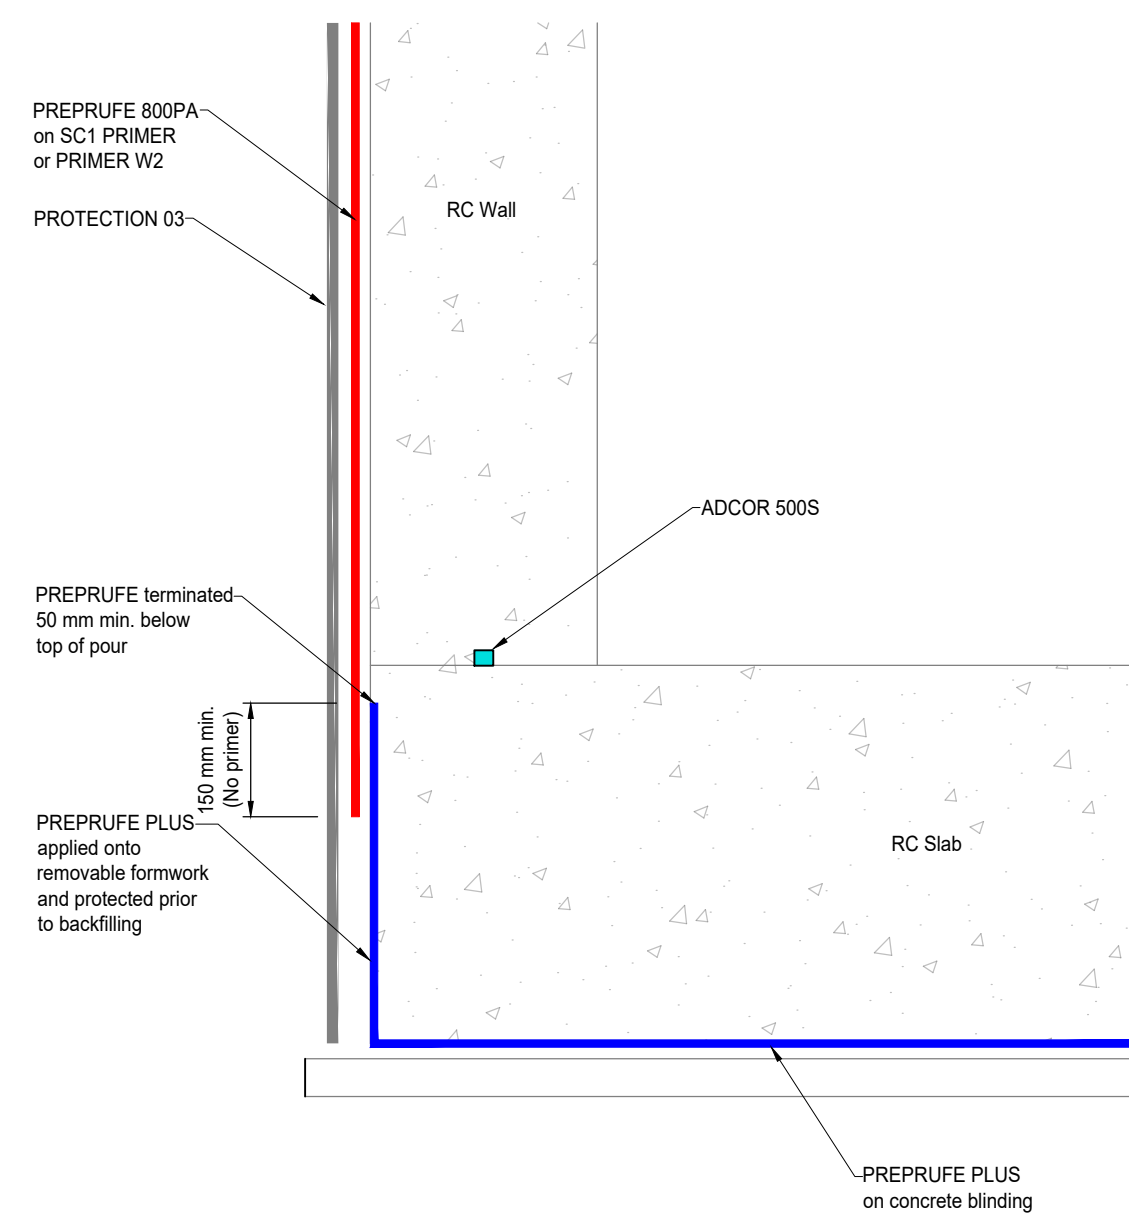 PREPRUFE 800PA
on SC1 PRIMER
or PRIMER W2
RC Wall
PROTECTION 03
ADCOR 500S
PREPRUFE terminated
50 mm min. below
top of pour
150 mm min.
(No primer)
PREPRUFE PLUS
applied onto
removable formwork
and protected prior
to backfilling
RC Slab
PREPRUFE PLUS
on concrete blinding